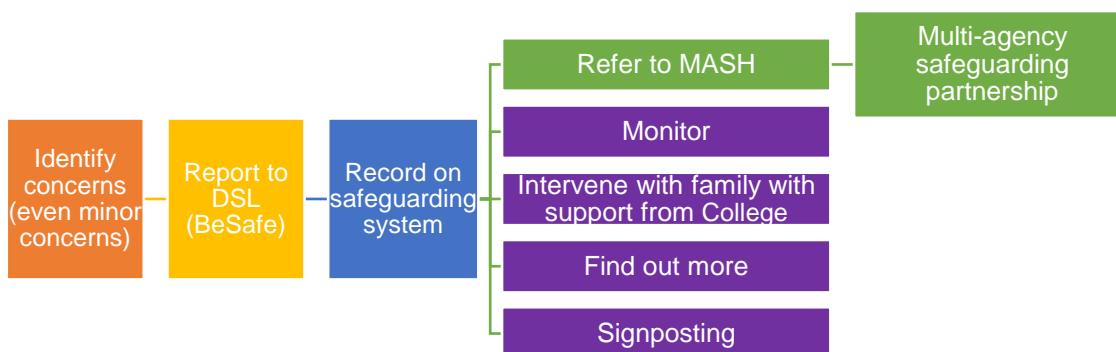 Identify
concerns
(even minor
concerns)
Report to
DSL
(BeSafe)
Record on
safeguarding
system
Refer to MASH
Multi-agency
safeguarding
partnership
Monitor
Intervene with family with
support from College
Find out more
Signposting